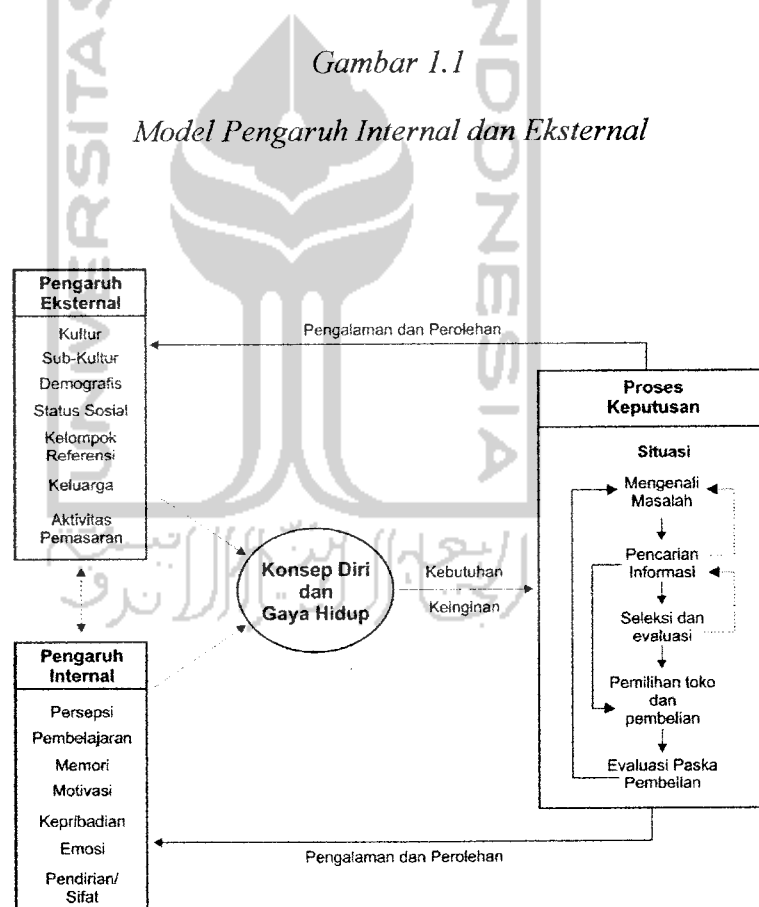 Gambar 1.1
Model Pengaruh Internal dan Eksternal
Pengaruh
Eksternal
Kultur
Sub-Kultur
Demografis
Status Sosial
Kelompok
Referensi
Keluarga
Aktivitas
Pemasaran
Pengaruh
Internal
Persepsi
Pembelajaran
Memori
Motivasi
Kepribadian
Emosi
Pendirian/
Sifat
Konsep Diri
dan
Gaya Hidup
Kebutuhan
Keinginan
Pengalaman dan Perolehan
Proses
Keputusan
Situasi
Mengenali
Masalah
Pencarian
Informasi
Seleksi dan
evaluasi
Pemilihan toko
dan
pembelian
Evaluasi Paska
Pembelian
Pengalaman dan Perolehan
UNIVERSITAS
INDONESIA